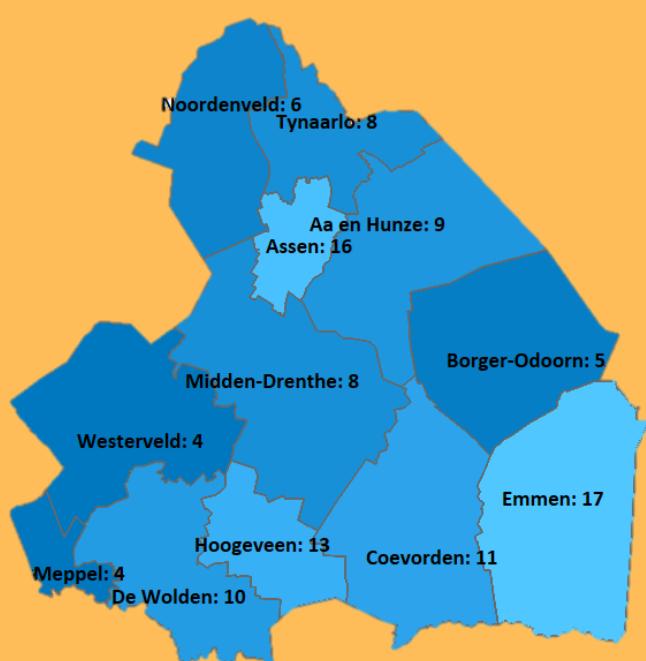 Noordenveld: 6
Tynaarlo: 8
Aa en Hunze: 9
Assen: 16
Borger-Odoorn: 5
Midden-Drenthe: 8
Westerveld: 4
Emmen: 17
Hoogeveen: 13
Coevorden: 11
Meppel: 4
De Wolden: 10